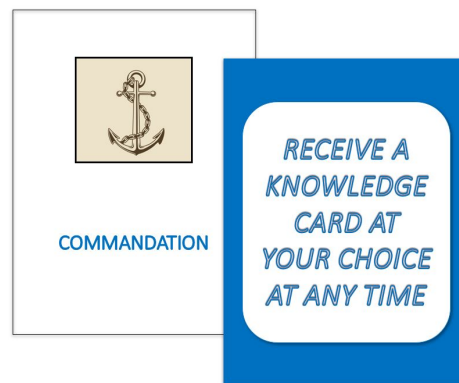 COMMANDATION
RECEIVE A
KNOWLEDGE
CARD AT
YOUR CHOICE
AT ANY TIME